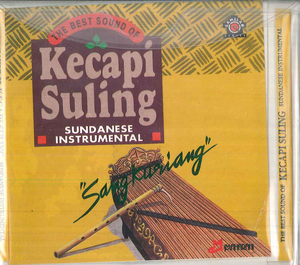 THE BEST SOUND OF
Kecapi
Suling
SUNDANESE
INSTRUMENTAL
"Sangkuriang"
THE BEST SOUND OF KECAPI SULING SUNDANESE INSTRUMENTAL